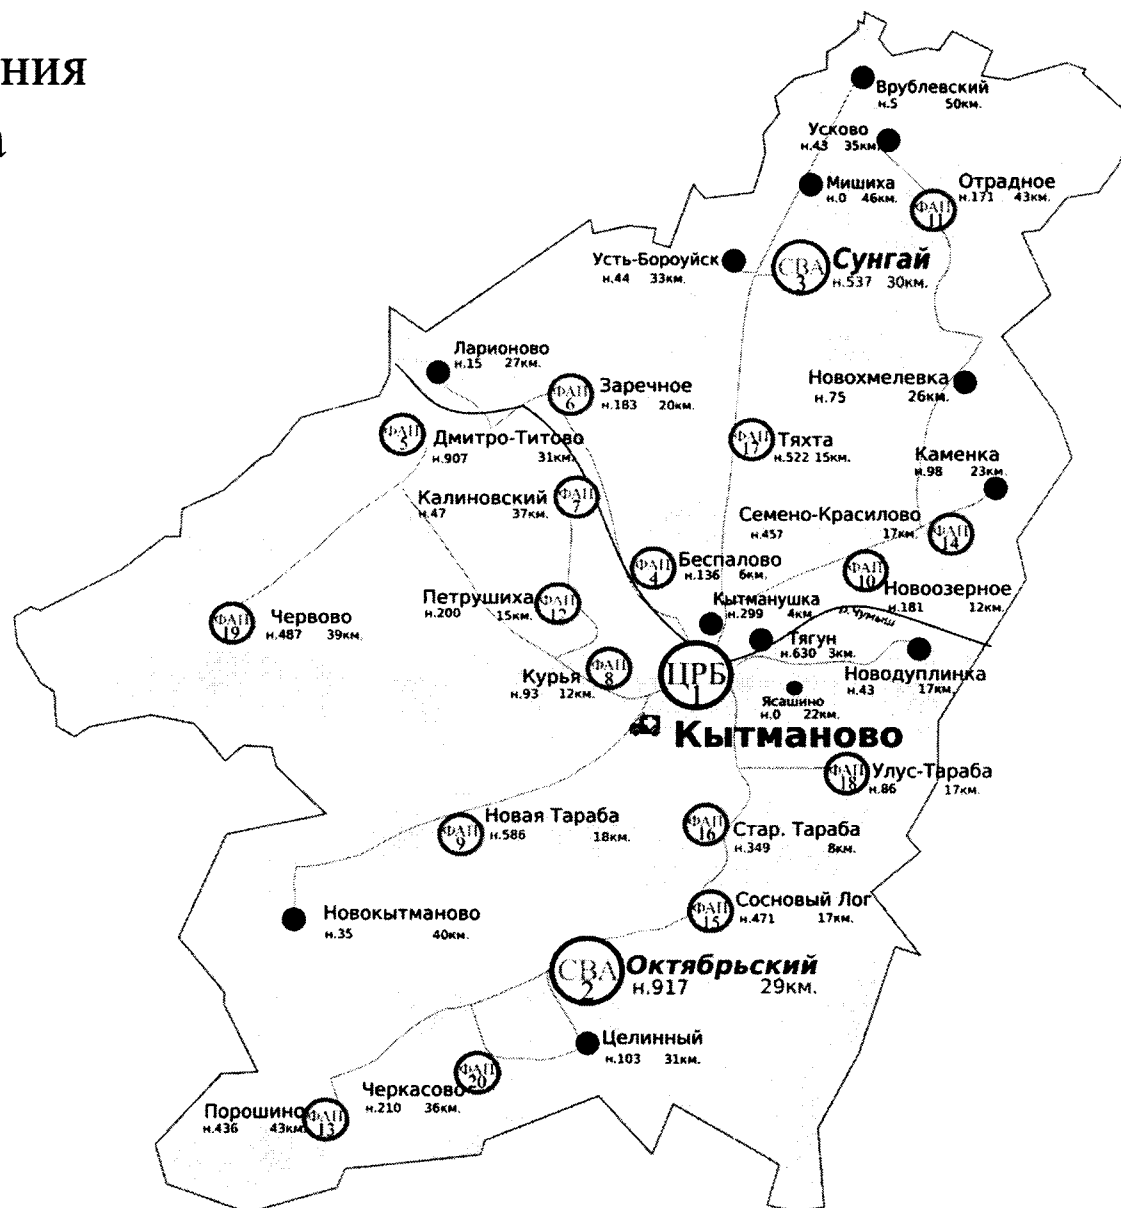 ния
а
Врублевский
н.5 50км.
Усково
н.43 35км.
Мишиха
н.0 46км.
Отрадное
н.171 43км.
ФАП
11
Усть-Бороуйск
н.44 33км.
СВА
3
Сунгай
н.537 30км.
Ларионово
н.15 27км.
ФАП
6
Заречное
н.183 20км.
Новохмелевка
н.75 26км.
ФАП
5
Дмитро-Титово
н.907 31км.
ФАП
17
Тяхта
н.522 15км.
Каменка
н.98 23км.
Калиновский
н.47 37км.
ФАП
7
Семено-Красилово
н.457 17км.
ФАП
14
ФАП
4
Беспалово
н.136 6км.
ФАП
10
Новоозерное
н.181 12км.
Петрушиха
н.200 15км.
ФАП
12
Кытманушка
н.299 4км.
р.Чумыш
ФАП
19
Червово
н.487 39км.
Тягун
н.630 3км.
Курья
н.93 12км.
ФАП
8
ЦРБ
1
Новодуплинка
н.43 17км.
Ясашино
н.0 22км.
Кытманово
ФАП
18
Улус-Тараба
н.86 17км.
ФАП
9
Новая Тараба
н.586 18км.
ФАП
16
Стар. Тараба
н.349 8км.
Новокытманово
н.35 40км.
ФАП
15
Сосновый Лог
н.471 17км.
СВА
2
Октябрьский
н.917 29км.
Целинный
н.103 31км.
Черкасово
н.210 36км.
ФАП
20
Порошино
н.436 43км.
ФАП
13